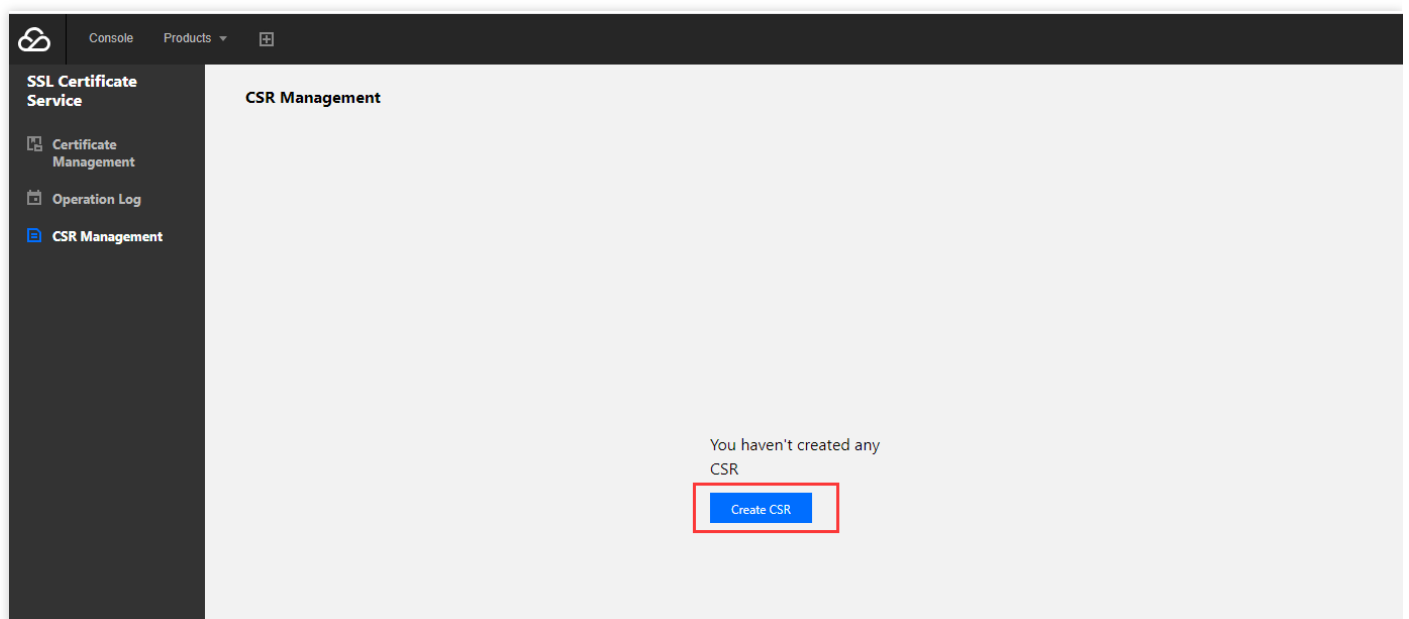 Console Products
SSL Certificate
Service
CSR Management
Certificate
Management
Operation Log
CSR Management
You haven't created any
CSR
Create CSR